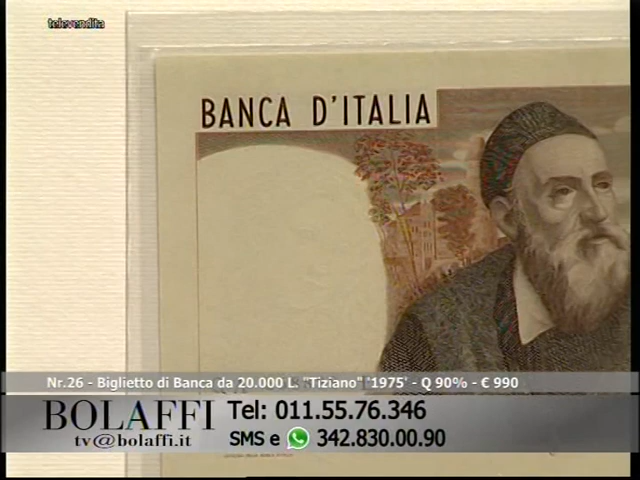 televendita
BANCA D'ITALIA
Nr.26 - Biglietto di Banca da 20.000 L. "Tiziano" '1975' - Q 90% - € 990
BOLAFFI
tv@bolaffi.it
Tel: 011.55.76.346
SMS e 342.830.00.90